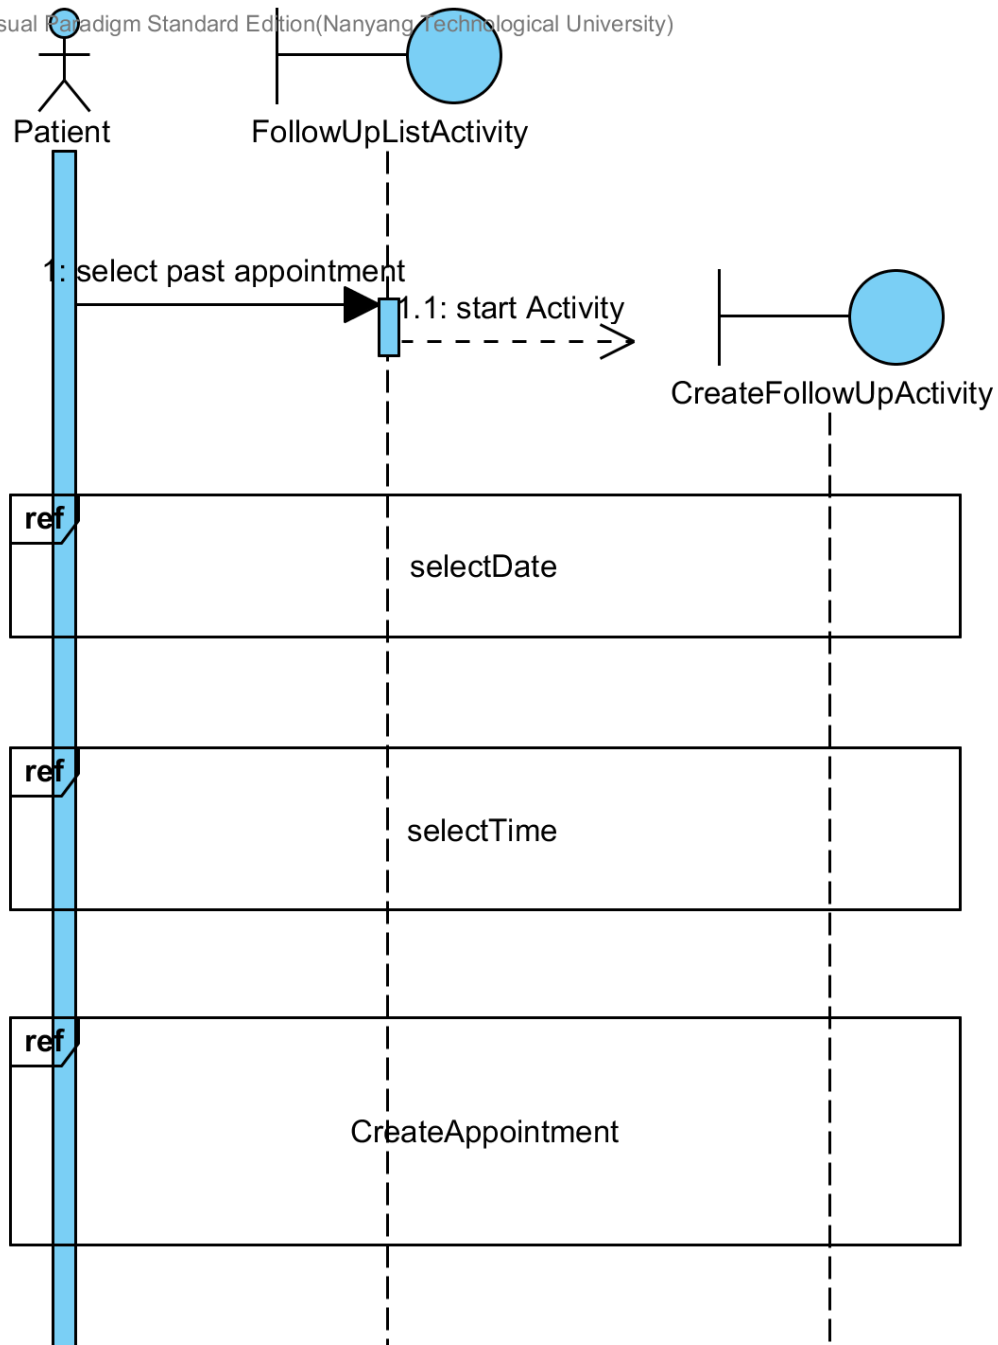 sual Paradigm Standard Edition(Nanyang Technological University)
Patient
FollowUpListActivity
1: select past appointment
1.1: start Activity
CreateFollowUpActivity
ref
selectDate
ref
selectTime
ref
CreateAppointment